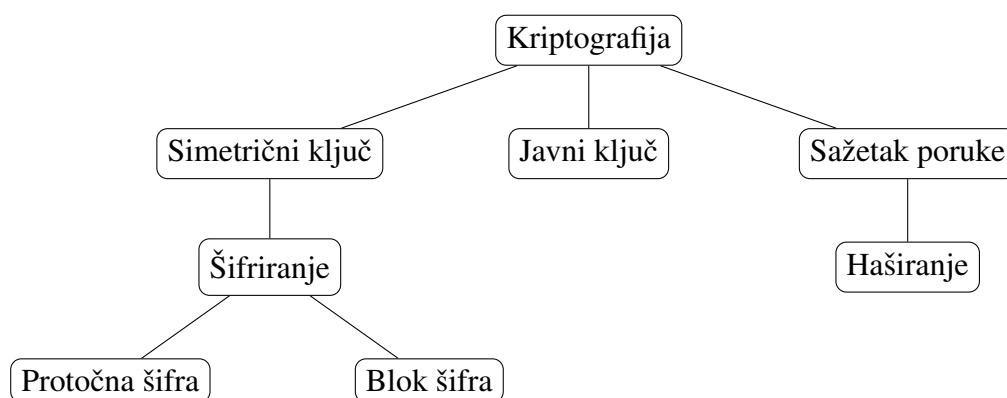 Kriptografija
Simetrični ključ
Javni ključ
Sažetak poruke
Šifriranje
Haširanje
Protočna šifra
Blok šifra